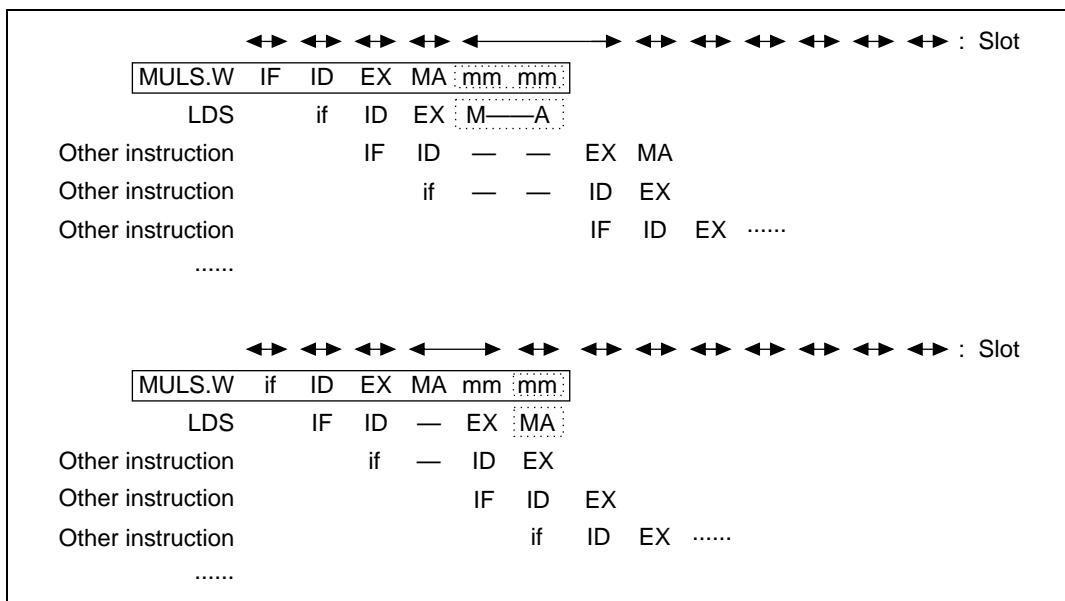 : Slot
MULS.W IF ID EX MA mm mm
LDS if ID EX M——A
Other instruction IF ID — — EX MA
Other instruction if — — ID EX
Other instruction IF ID EX ······
······
: Slot
MULS.W if ID EX MA mm mm
LDS IF ID — EX MA
Other instruction if — ID EX
Other instruction IF ID EX
Other instruction if ID EX ······
······